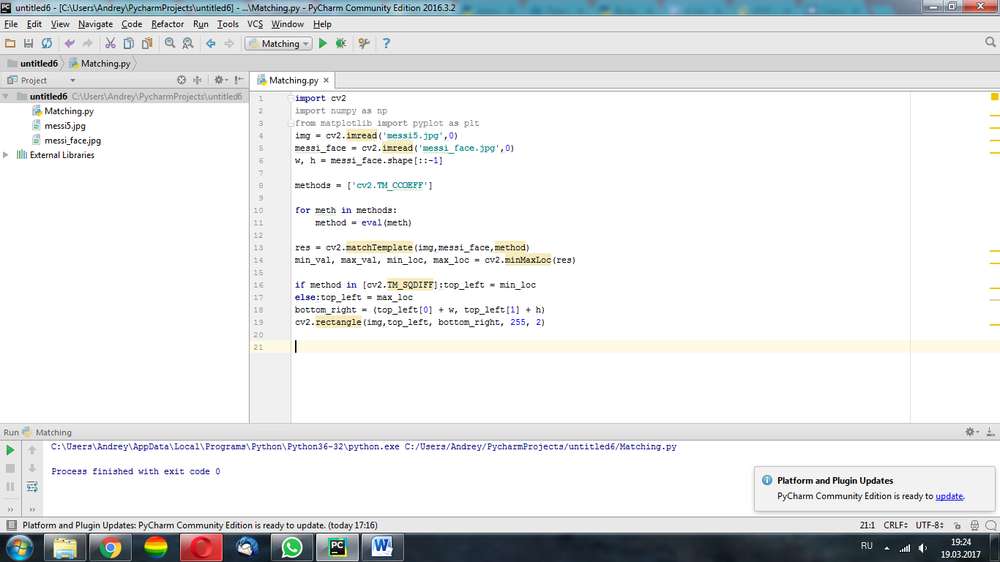 untitled6 - [C:\Users\Andrey\PycharmProjects\untitled6] - ...\Matching.py - PyCharm Community Edition 2016.3.2
File Edit View Navigate Code Refactor Run Tools VCS Window Help
Matching
untitled6 Matching.py
Project
Matching.py
untitled6 C:\Users\Andrey\PycharmProjects\untitled6
Matching.py
messi5.jpg
messi_face.jpg
External Libraries
1 import cv2
2 import numpy as np
3 from matplotlib import pyplot as plt
4 img = cv2.imread('messi5.jpg',0)
5 messi_face = cv2.imread('messi_face.jpg',0)
6 w, h = messi_face.shape[::-1]
7
8 methods = ['cv2.TM_CCOEFF']
9
10 for meth in methods:
11 method = eval(meth)
12
13 res = cv2.matchTemplate(img,messi_face,method)
14 min_val, max_val, min_loc, max_loc = cv2.minMaxLoc(res)
15
16 if method in [cv2.TM_SQDIFF]:top_left = min_loc
17 else:top_left = max_loc
18 bottom_right = (top_left[0] + w, top_left[1] + h)
19 cv2.rectangle(img,top_left, bottom_right, 255, 2)
20
21
Run Matching
C:\Users\Andrey\AppData\Local\Programs\Python\Python36-32\python.exe C:/Users/Andrey/PycharmProjects/untitled6/Matching.py
Process finished with exit code 0
Platform and Plugin Updates
PyCharm Community Edition is ready to update.
Platform and Plugin Updates: PyCharm Community Edition is ready to update. (today 17:16)
21:1 CRLF UTF-8
PC
W
RU
19:24
19.03.2017